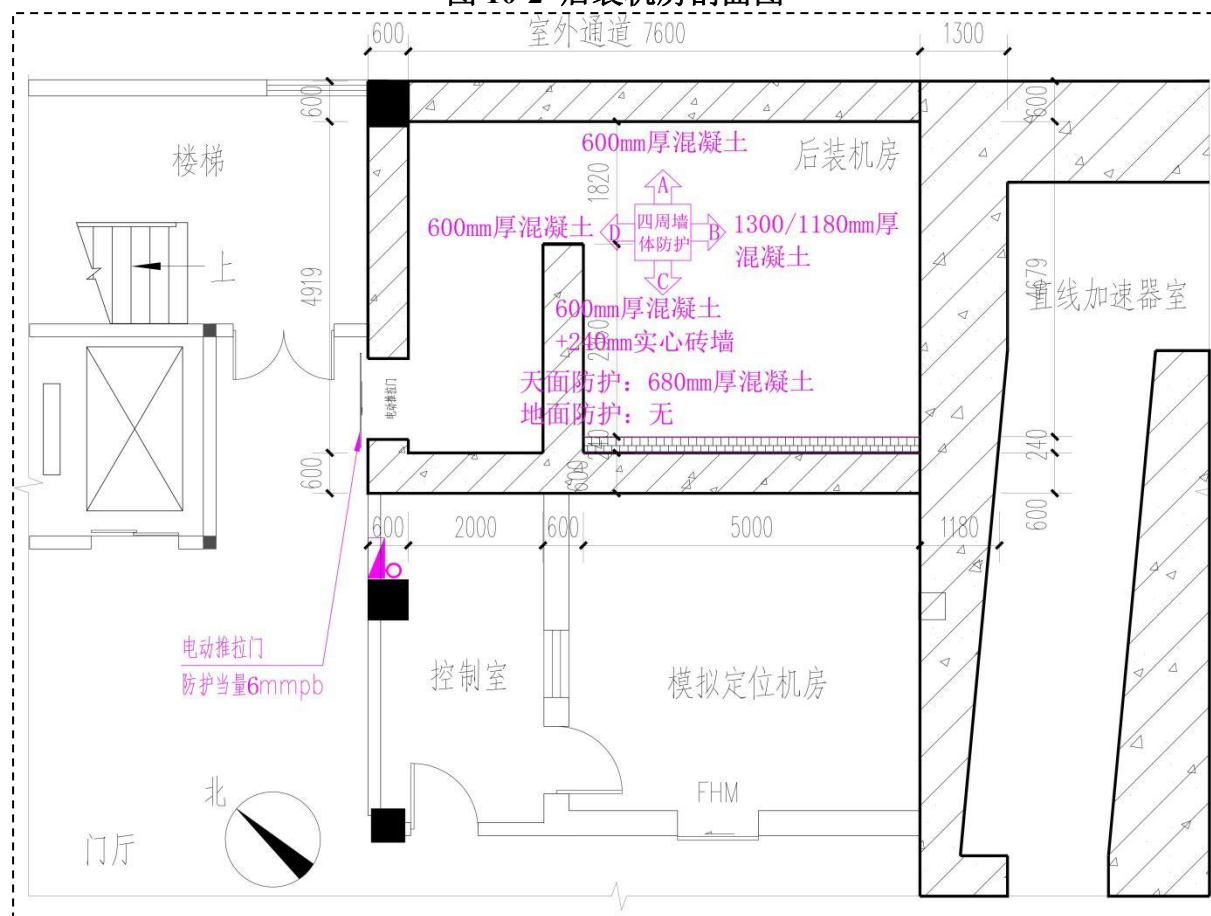 图 10-2 后装机房剖面图
600
室外通道 7600
1300
600
600
600mm厚混凝土
后装机房
楼梯
1820
A
600mm厚混凝土
D
四周墙
体防护
B
1300/1180mm厚
混凝土
C
上
4919
4679
直线加速器室
600mm厚混凝土
+240mm实心砖墙
天面防护：680mm厚混凝土
地面防护：无
电动推拉门
240
240
600
600
600
600
2000
600
5000
1180
电动推拉门
防护当量6mmpb
控制室
模拟定位机房
北
FHM
门厅